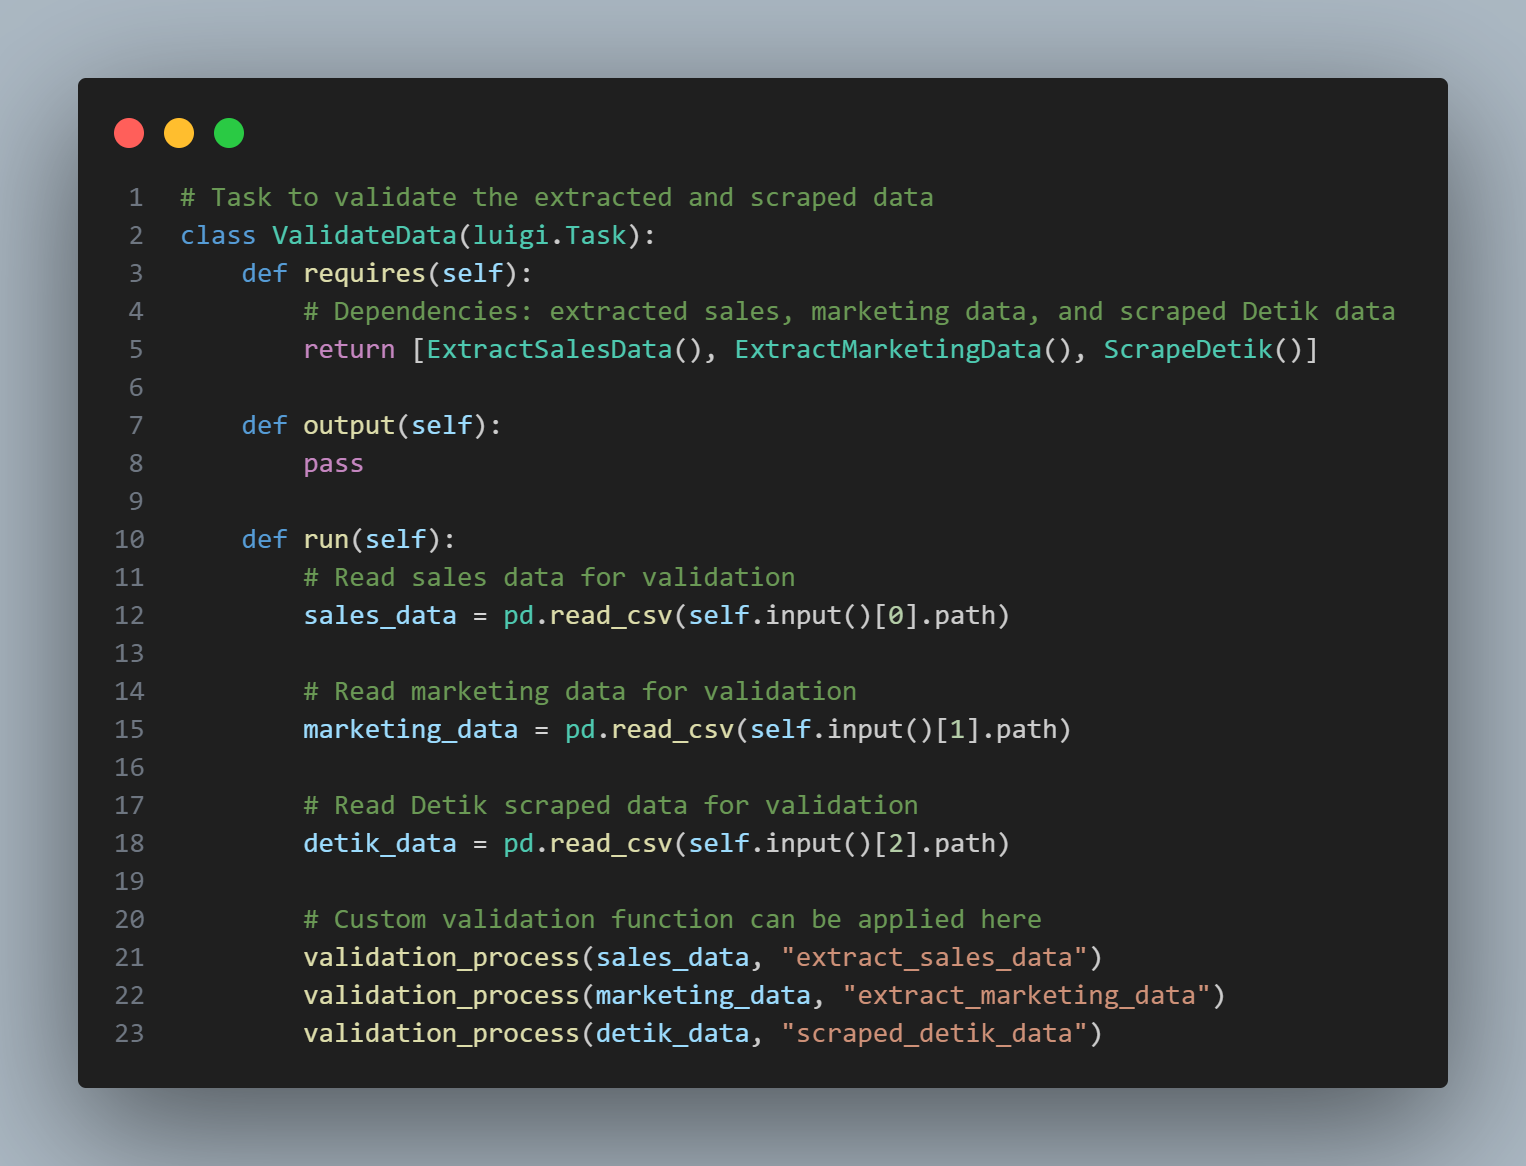 1 # Task to validate the extracted and scraped data
2 class ValidateData(luigi.Task):
3     def requires(self):
4         # Dependencies: extracted sales, marketing data, and scraped Detik data
5         return [ExtractSalesData(), ExtractMarketingData(), ScrapeDetik()]
6
7     def output(self):
8         pass
9
10     def run(self):
11         # Read sales data for validation
12         sales_data = pd.read_csv(self.input()[0].path)
13
14         # Read marketing data for validation
15         marketing_data = pd.read_csv(self.input()[1].path)
16
17         # Read Detik scraped data for validation
18         detik_data = pd.read_csv(self.input()[2].path)
19
20         # Custom validation function can be applied here
21         validation_process(sales_data, "extract_sales_data")
22         validation_process(marketing_data, "extract_marketing_data")
23         validation_process(detik_data, "scraped_detik_data")